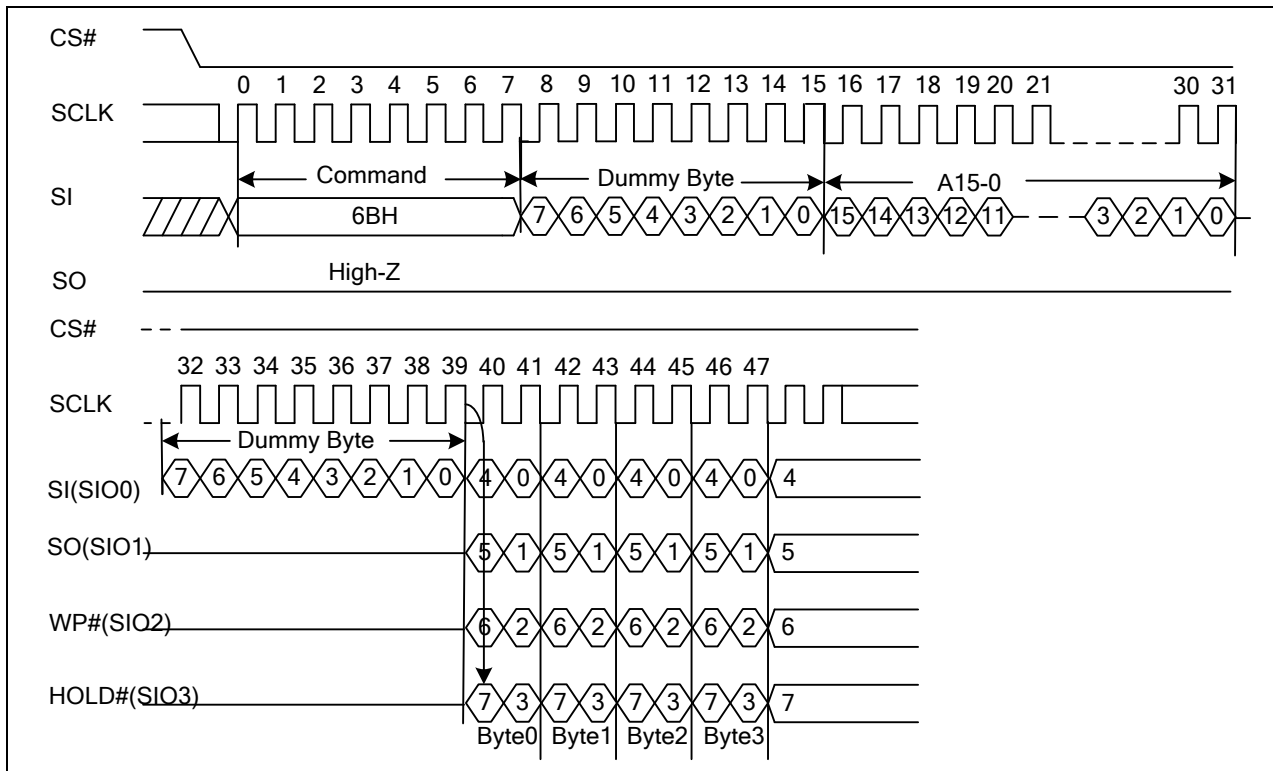 CS#
0 1 2 3 4 5 6 7 8 9 10 11 12 13 14 15 16 17 18 19 20 21 30 31
SCLK
Command Dummy Byte A15-0
SI
6BH 7 6 5 4 3 2 1 0 15 14 13 12 11 3 2 1 0
High-Z
SO
CS#
32 33 34 35 36 37 38 39 40 41 42 43 44 45 46 47
SCLK
Dummy Byte
SI(SIO0) 7 6 5 4 3 2 1 0 4 0 4 0 4 0 4 0 4
SO(SIO1) 5 1 5 1 5 1 5 1 5
WP#(SIO2) 6 2 6 2 6 2 6 2 6
HOLD#(SIO3) 7 3 7 3 7 3 7 3 7
Byte0 Byte1 Byte2 Byte3